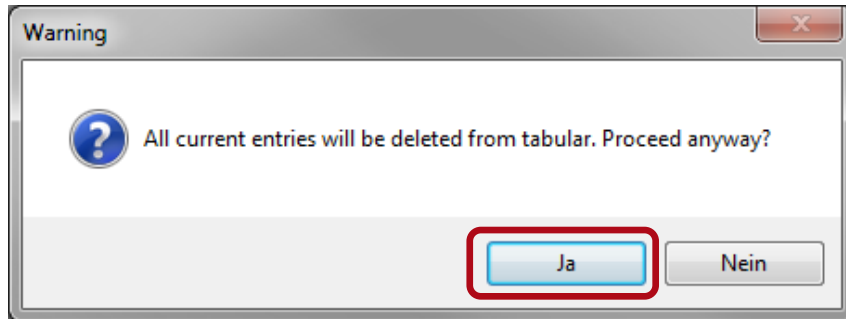 Warning
All current entries will be deleted from tabular. Proceed anyway?
Ja
Nein